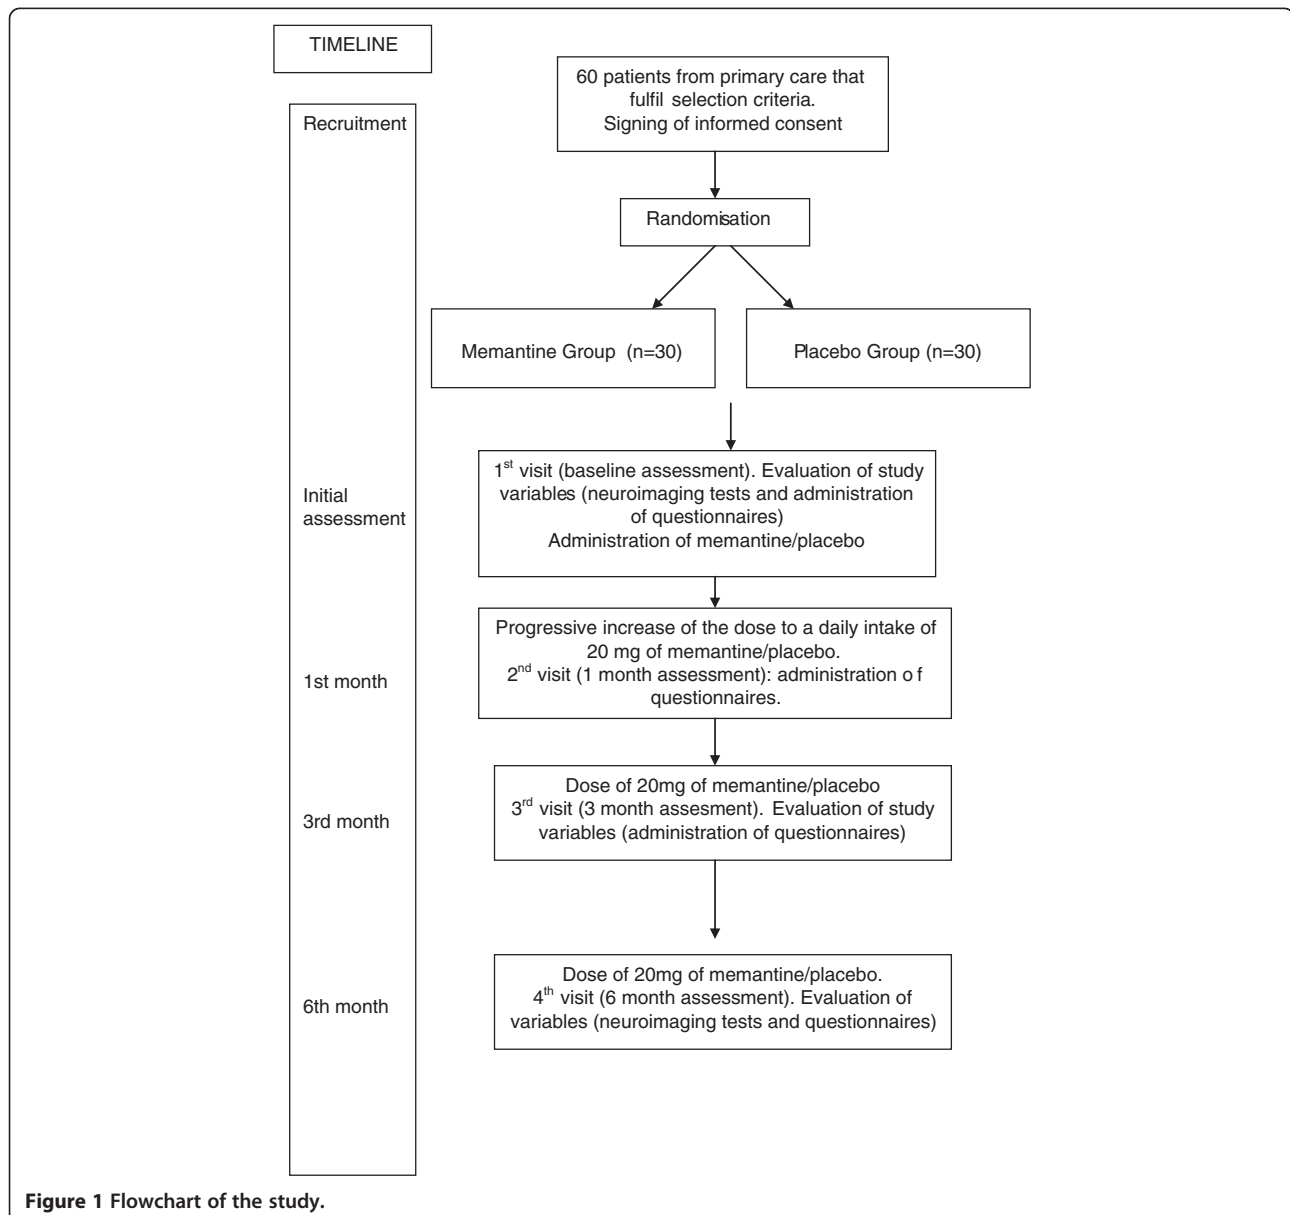 TIMELINE
60 patients from primary care that
fulfil selection criteria.
Signing of informed consent
Recruitment
Randomisation
Memantine Group (n=30)
Placebo Group (n=30)
1st visit (baseline assessment). Evaluation of study
variables (neuroimaging tests and administration
of questionnaires)
Administration of memantine/placebo
Initial
assessment
Progressive increase of the dose to a daily intake of
20 mg of memantine/placebo.
2nd visit (1 month assessment): administration of
questionnaires.
1st month
Dose of 20mg of memantine/placebo
3rd visit (3 month assesment). Evaluation of study
variables (administration of questionnaires)
3rd month
Dose of 20mg of memantine/placebo.
4th visit (6 month assessment). Evaluation of
variables (neuroimaging tests and questionnaires)
6th month
Figure 1 Flowchart of the study.